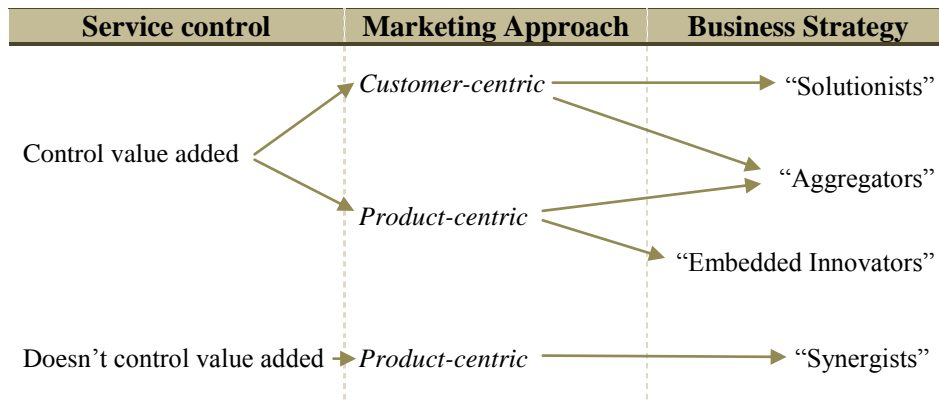 Service control Marketing Approach Business Strategy
Customer-centric “Solutionists”
Control value added
“Aggregators”
Product-centric
“Embedded Innovators”
Doesn’t control value added Product-centric “Synergists”